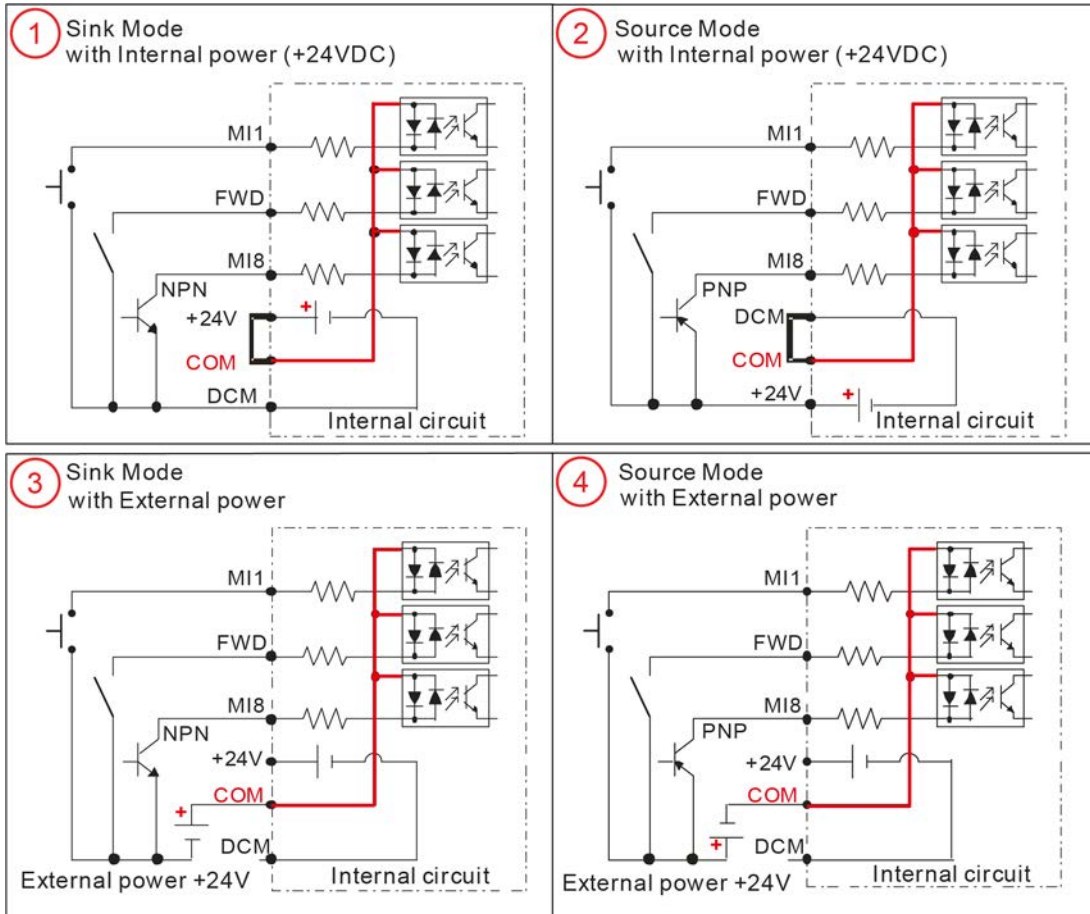 1
Sink Mode
with Internal power (+24VDC)
MI1
FWD
MI8
NPN
+24V
+
COM
DCM
Internal circuit
2
Source Mode
with Internal power (+24VDC)
MI1
FWD
MI8
PNP
DCM
COM
+24V
+
Internal circuit
3
Sink Mode
with External power
MI1
FWD
MI8
NPN
+24V
COM
+
DCM
External power +24V
Internal circuit
4
Source Mode
with External power
MI1
FWD
MI8
PNP
+24V
COM
+
DCM
External power +24V
Internal circuit